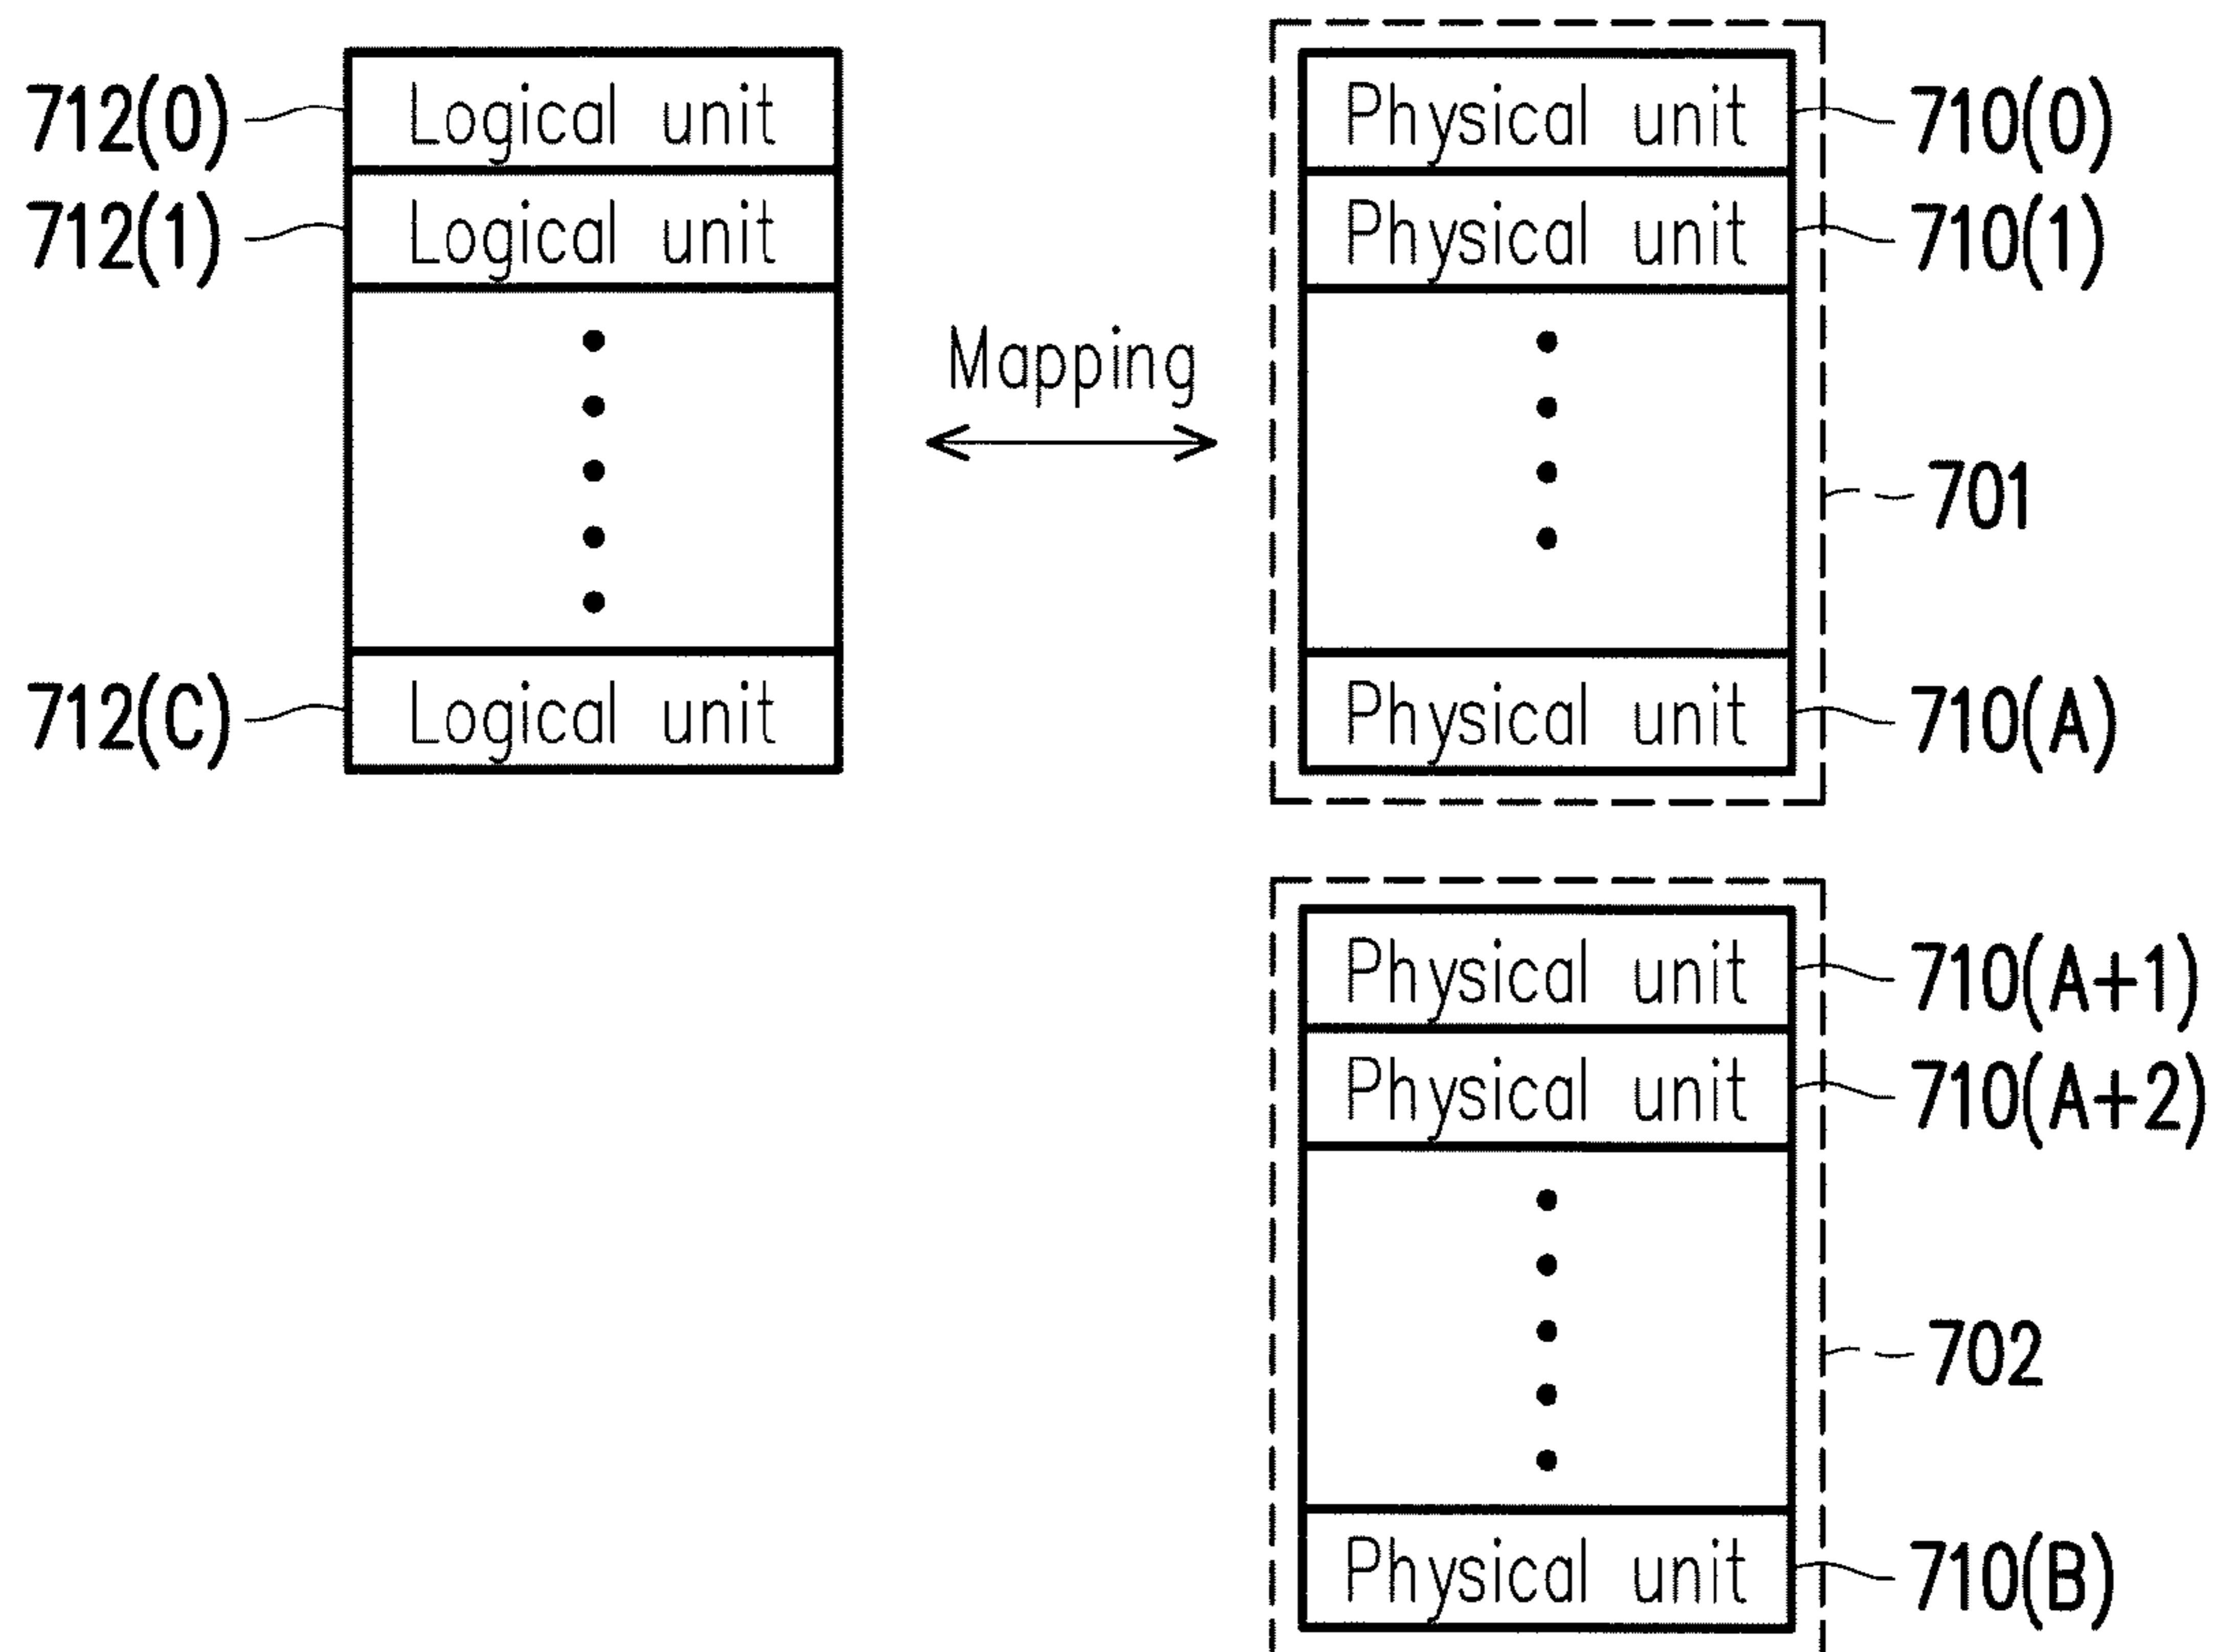 712(0) Logical unit Physical unit 710(0)
712(1) Logical unit Physical unit 710(1)
Mapping
701
712(C) Logical unit Physical unit 710(A)
Physical unit 710(A+1)
Physical unit 710(A+2)
702
Physical unit 710(B)